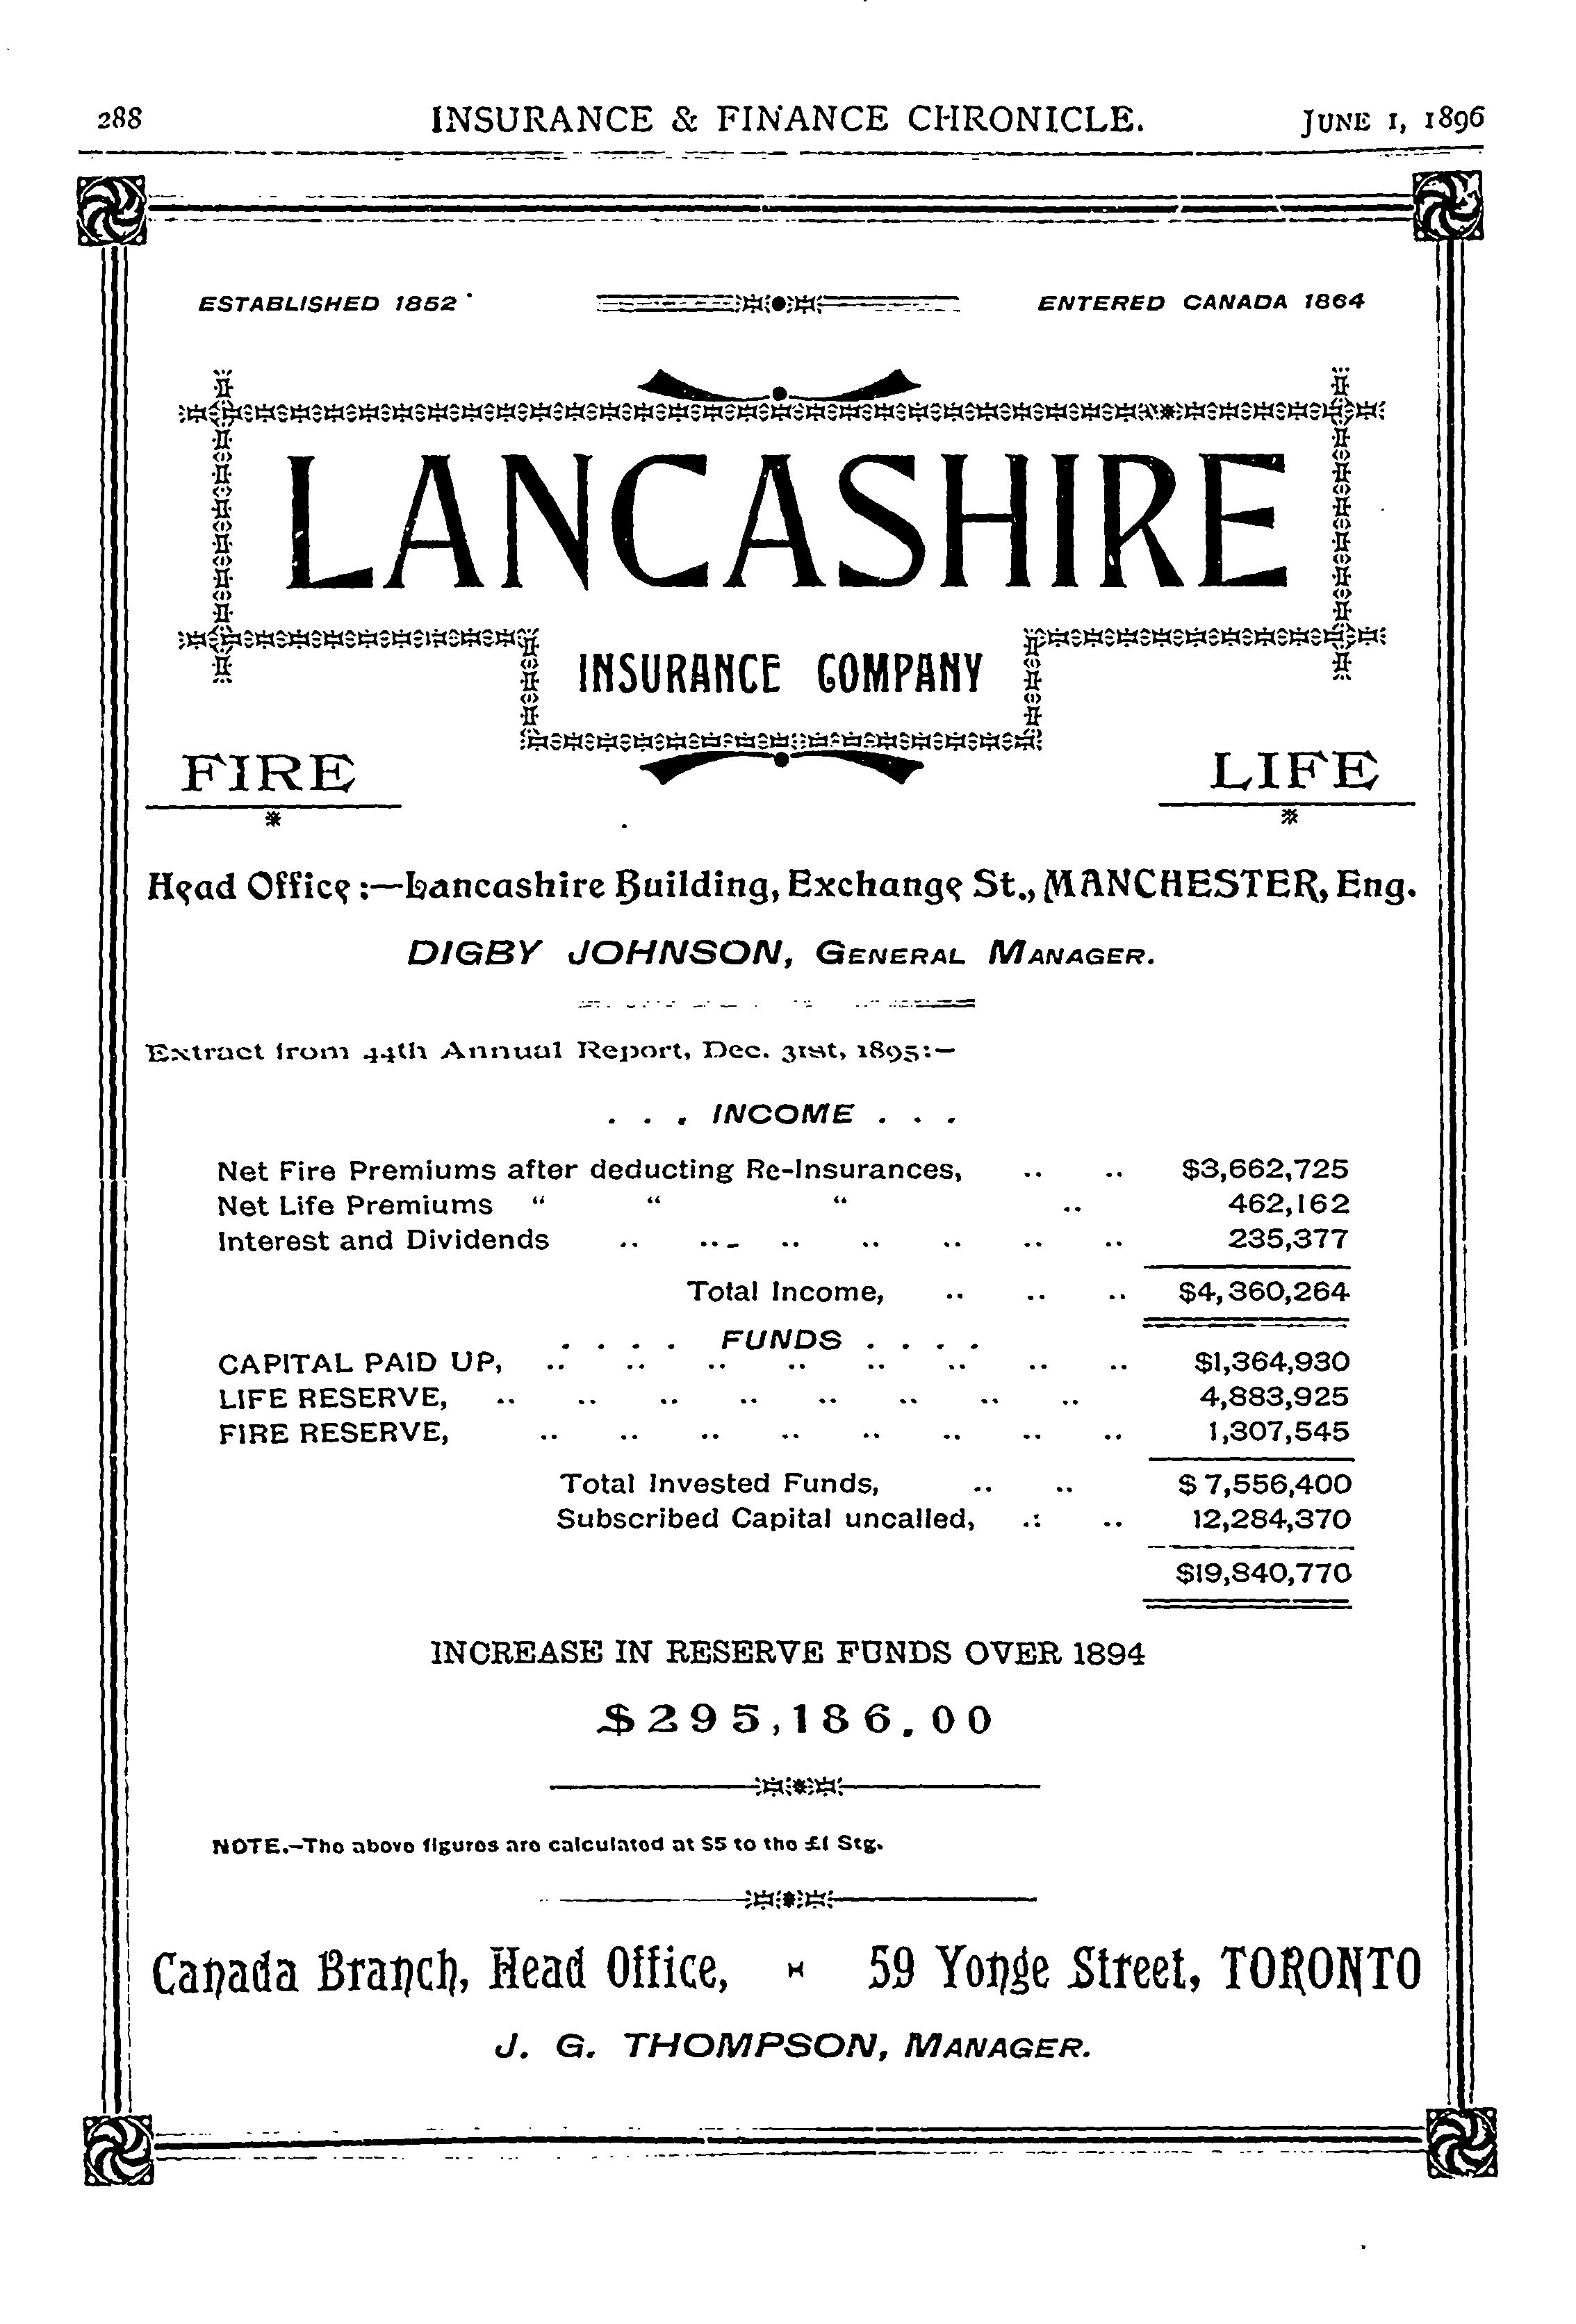 288 INSURANCE & FINANCE CHRONICLE. JUNE 1, 1896
ESTABLISHED 1852 ENTERED CANADA 1864
LANCASHIRE
INSURANCE COMPANY
FIRE LIFE
Head Office :—Lancashire Building, Exchange St., MANCHESTER, Eng.
DIGBY JOHNSON, GENERAL MANAGER.
Extract from 44th Annual Report, Dec. 31st, 1895:—
. . . INCOME . . .
Net Fire Premiums after deducting Re-Insurances, .. .. $3,662,725
Net Life Premiums “ “ “ .. 462,162
Interest and Dividends .. .. .. .. .. .. .. 235,377
Total Income, .. .. .. $4,360,264
. . . . FUNDS . . . .
CAPITAL PAID UP, .. .. .. .. .. .. .. .. $1,364,930
LIFE RESERVE, .. .. .. .. .. .. .. .. 4,883,925
FIRE RESERVE, .. .. .. .. .. .. .. .. 1,307,545
Total Invested Funds, .. .. $7,556,400
Subscribed Capital uncalled, .. .. 12,284,370
$19,840,770
INCREASE IN RESERVE FUNDS OVER 1894
$295,186.00
NOTE.—The above figures are calculated at $5 to the £1 Stg.
Canada Branch, Head Office, - 59 Yonge Street, TORONTO
J. G. THOMPSON, MANAGER.